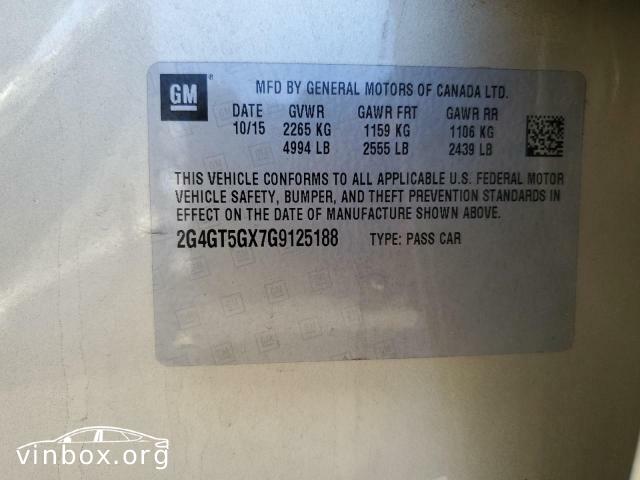 GM® MFD BY GENERAL MOTORS OF CANADA LTD.
DATE GVWR GAWR FRT GAWR RR
10/15 2265 KG 1159 KG 1106 KG
4994 LB 2555 LB 2439 LB
THIS VEHICLE CONFORMS TO ALL APPLICABLE U.S. FEDERAL MOTOR
VEHICLE SAFETY, BUMPER, AND THEFT PREVENTION STANDARDS IN
EFFECT ON THE DATE OF MANUFACTURE SHOWN ABOVE.
2G4GT5GX7G9125188 TYPE: PASS CAR
vinbox.org